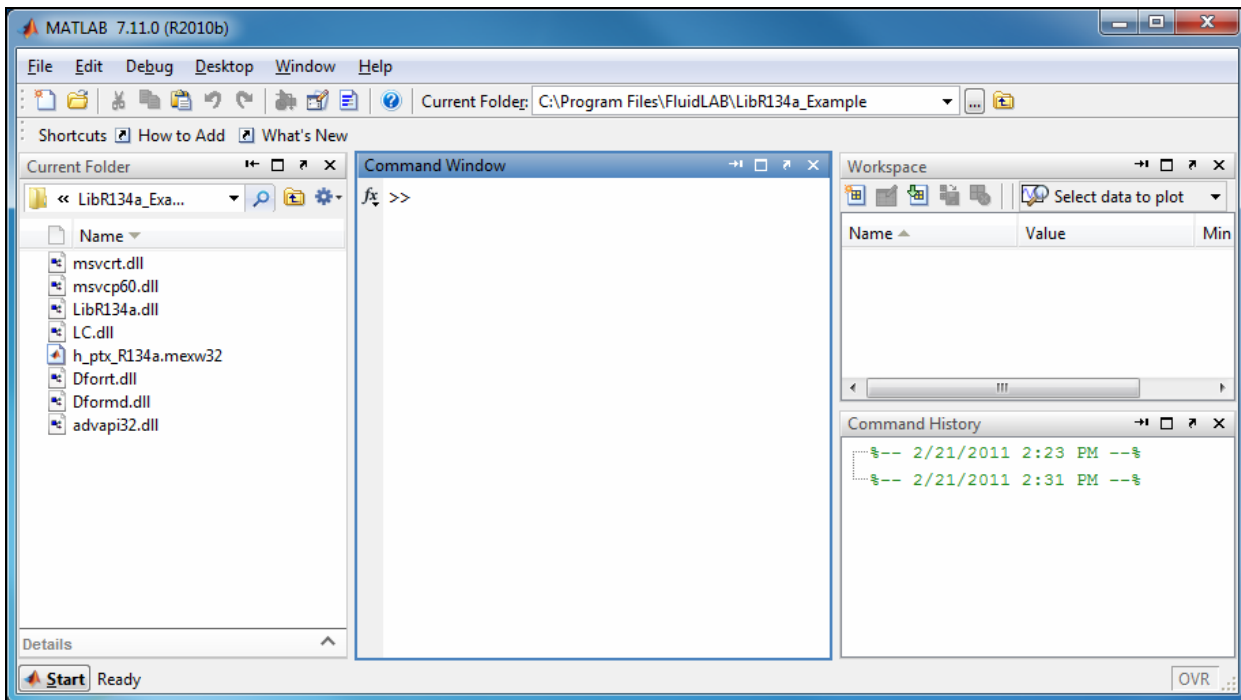 MATLAB 7.11.0 (R2010b)
File Edit Debug Desktop Window Help
Current Folder: C:\Program Files\FluidLAB\LibR134a_Example
Shortcuts How to Add What's New
Current Folder
« LibR134a_Exa...
Name
msvcrt.dll
msvcp60.dll
LibR134a.dll
LC.dll
h_ptx_R134a.mexw32
Dforrt.dll
Dformd.dll
advapi32.dll
Details
Command Window
fx >>
Workspace
Select data to plot
Name Value Min
Command History
%-- 2/21/2011 2:23 PM --%
%-- 2/21/2011 2:31 PM --%
Start Ready
OVR